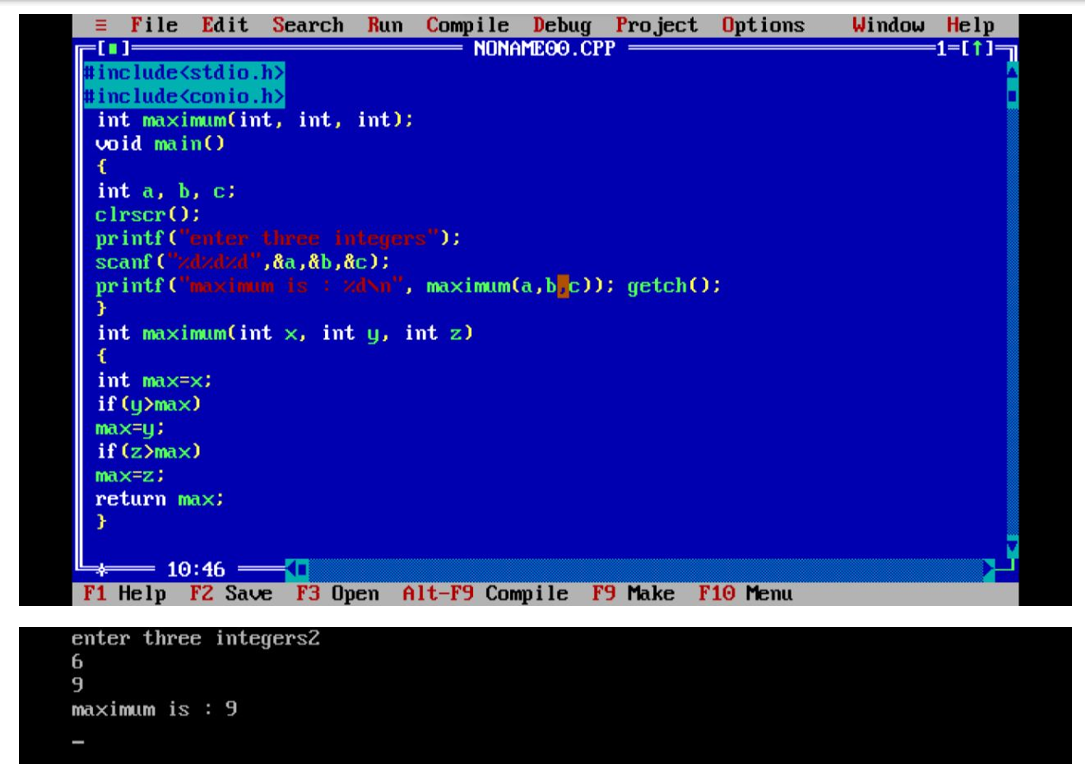 ≡ File Edit Search Run Compile Debug Project Options Window Help
[■] NONAME00.CPP 1=[↑]
#include<stdio.h>
#include<conio.h>
int maximum(int, int, int);
void main()
{
int a, b, c;
clrscr();
printf("enter three integers");
scanf("%d%d%d",&a,&b,&c);
printf("maximum is : %d\n", maximum(a,b,c)); getch();
}
int maximum(int x, int y, int z)
{
int max=x;
if(y>max)
max=y;
if(z>max)
max=z;
return max;
}
10:46
F1 Help F2 Save F3 Open Alt-F9 Compile F9 Make F10 Menu
enter three integers2
6
9
maximum is : 9
_